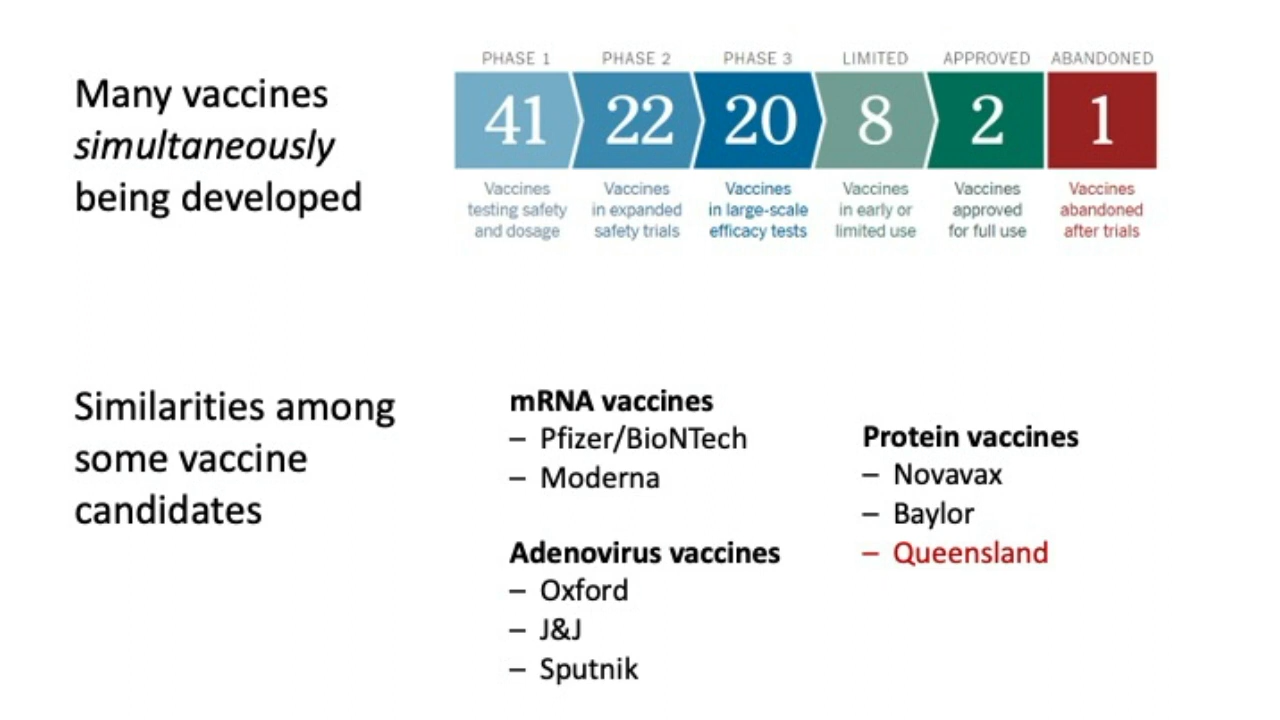 Many vaccines
simultaneously
being developed
PHASE 1 PHASE 2 PHASE 3 LIMITED APPROVED ABANDONED
41 22 20 8 2 1
Vaccines Vaccines Vaccines Vaccines Vaccines Vaccines
testing safety in expanded in large-scale in early or approved abandoned
and dosage safety trials efficacy tests limited use for full use after trials
Similarities among
some vaccine
candidates
mRNA vaccines
– Pfizer/BioNTech
– Moderna
Adenovirus vaccines
– Oxford
– J&J
– Sputnik
Protein vaccines
– Novavax
– Baylor
– Queensland